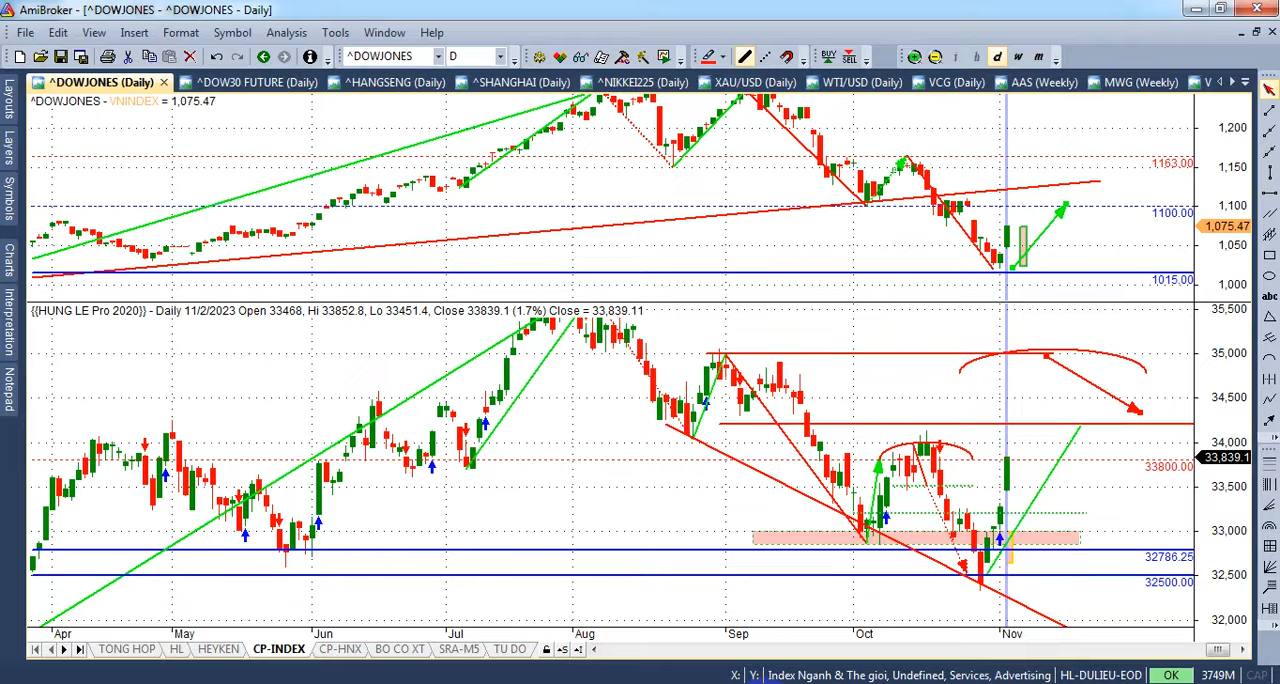 AmiBroker - [^DOWJONES - ^DOWJONES - Daily]
File Edit View Insert Format Symbol Analysis Tools Window Help
^DOWJONES D BUY SELL i h d w m
^DOWJONES (Daily) ^DOW30 FUTURE (Daily) ^HANGSENG (Daily) ^SHANGHAI (Daily) ^NIKKEI225 (Daily) XAU/USD (Daily) WTI/USD (Daily) VCG (Daily) AAS (Weekly) MWG (Weekly) V
^DOWJONES - VNINDEX = 1,075.47
Layouts
Layers
Symbols
Charts
Interpretation
Notepad
abc
1,200
1163.00
1,150
1,100
1100.00
1,075.47
1,050
1015.00
1,000
{{HUNG LE Pro 2020}} - Daily 11/2/2023 Open 33468, Hi 33852.8, Lo 33451.4, Close 33839.1 (1.7%) Close = 33,839.11
35,500
35,000
34,500
34,000
33,839.1
33800.00
33,500
33,000
32786.25
32500.00
32,500
32,000
Apr May Jun Jul Aug Sep Oct Nov
TONG HOP HL HEYKEN CP-INDEX CP-HNX BO CO XT SRA-M5 TU DO
X: Y: Index Nganh & The gioi, Undefined, Services, Advertising HL-DULIEU-EOD OK 3749M CAP